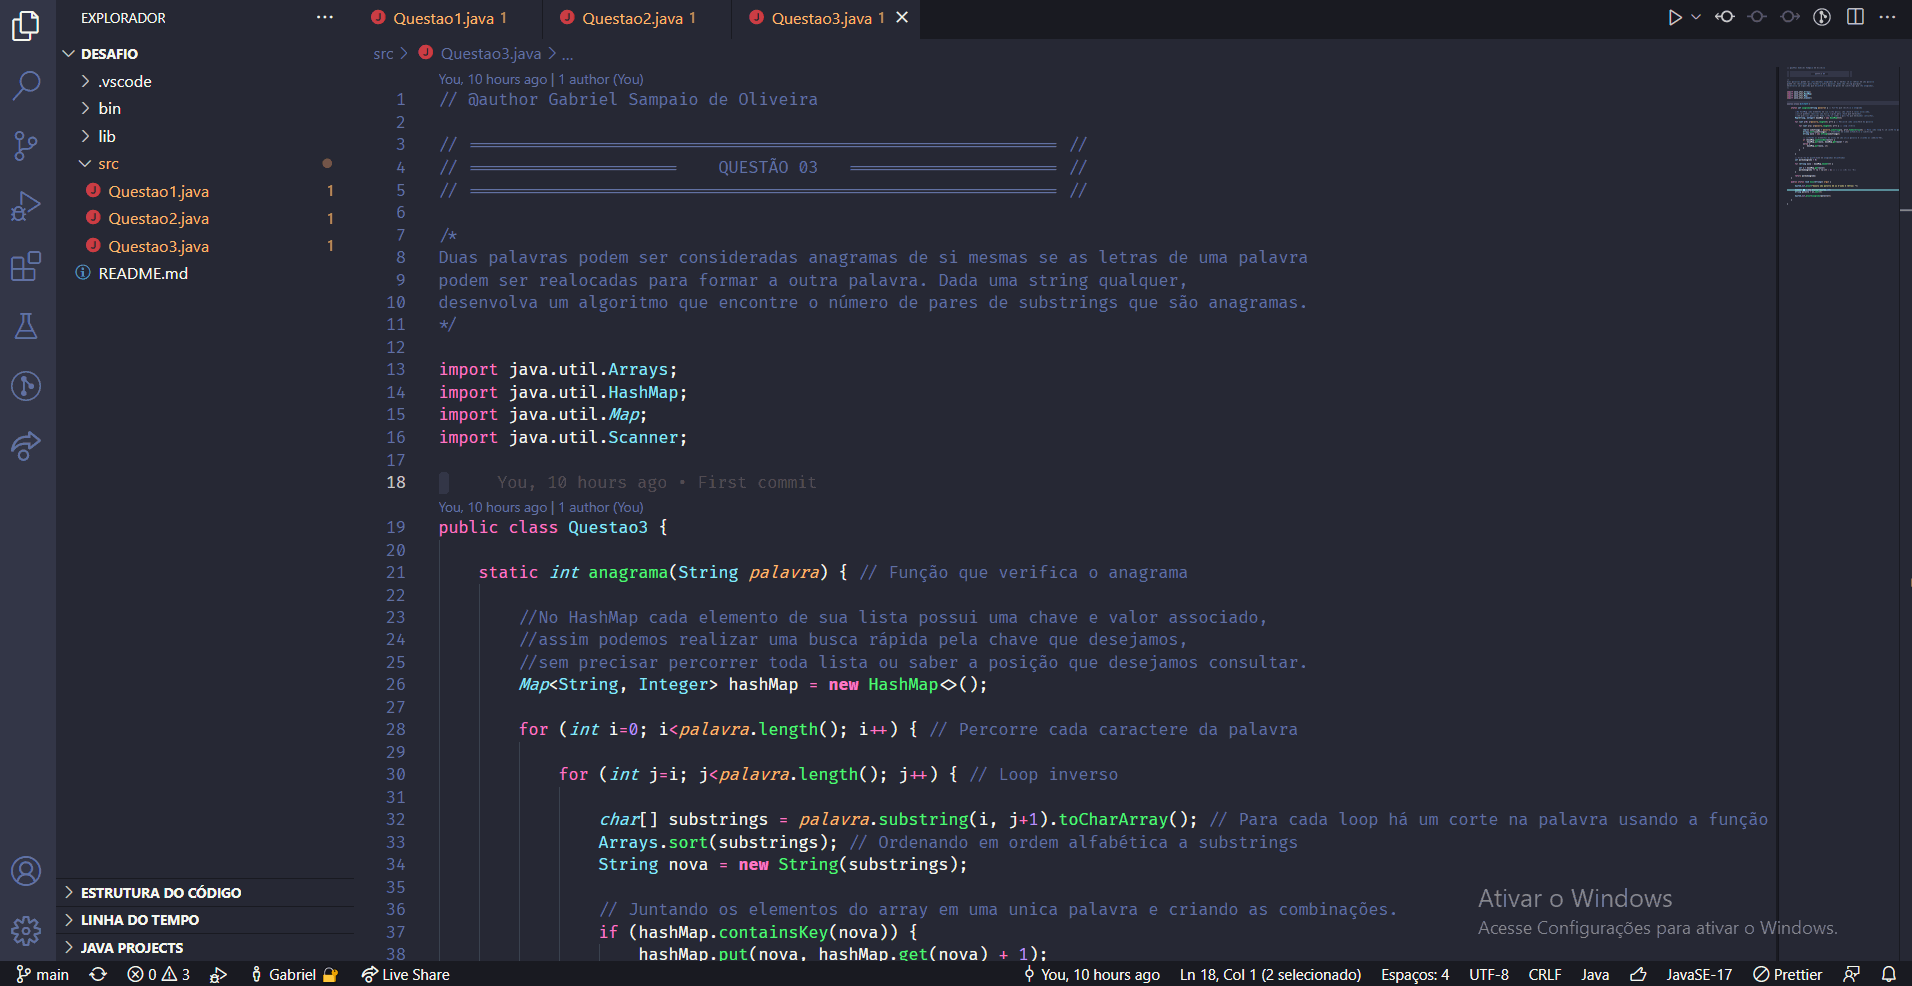 EXPLORADOR
DESAFIO
.vscode
bin
lib
src
Questao1.java 1
Questao2.java 1
Questao3.java 1
README.md
ESTRUTURA DO CÓDIGO
LINHA DO TEMPO
JAVA PROJECTS
Questao1.java 1
Questao2.java 1
Questao3.java 1
src > Questao3.java > ...
You, 10 hours ago | 1 author (You)
1 // @author Gabriel Sampaio de Oliveira
2
3 // =========================================================== //
4 // ===================== QUESTÃO 03 ===================== //
5 // =========================================================== //
6
7 /*
8 Duas palavras podem ser consideradas anagramas de si mesmas se as letras de uma palavra
9 podem ser realocadas para formar a outra palavra. Dada uma string qualquer,
10 desenvolva um algoritmo que encontre o número de pares de substrings que são anagramas.
11 */
12
13 import java.util.Arrays;
14 import java.util.HashMap;
15 import java.util.Map;
16 import java.util.Scanner;
17
18 You, 10 hours ago • First commit
You, 10 hours ago | 1 author (You)
19 public class Questao3 {
20
21 static int anagrama(String palavra) { // Função que verifica o anagrama
22
23 //No HashMap cada elemento de sua lista possui uma chave e valor associado,
24 //assim podemos realizar uma busca rápida pela chave que desejamos,
25 //sem precisar percorrer toda lista ou saber a posição que desejamos consultar.
26 Map<String, Integer> hashMap = new HashMap<>();
27
28 for (int i=0; i<palavra.length(); i++) { // Percorre cada caractere da palavra
29
30 for (int j=i; j<palavra.length(); j++) { // Loop inverso
31
32 char[] substrings = palavra.substring(i, j+1).toCharArray(); // Para cada loop há um corte na palavra usando a função
33 Arrays.sort(substrings); // Ordenando em ordem alfabética a substrings
34 String nova = new String(substrings);
35
36 // Juntando os elementos do array em uma unica palavra e criando as combinações.
37 if (hashMap.containsKey(nova)) {
38 hashMap.put(nova, hashMap.get(nova) + 1);
Ativar o Windows
Acesse Configurações para ativar o Windows.
main 0 3 Gabriel Live Share You, 10 hours ago Ln 18, Col 1 (2 selecionado) Espaços: 4 UTF-8 CRLF Java JavaSE-17 Prettier